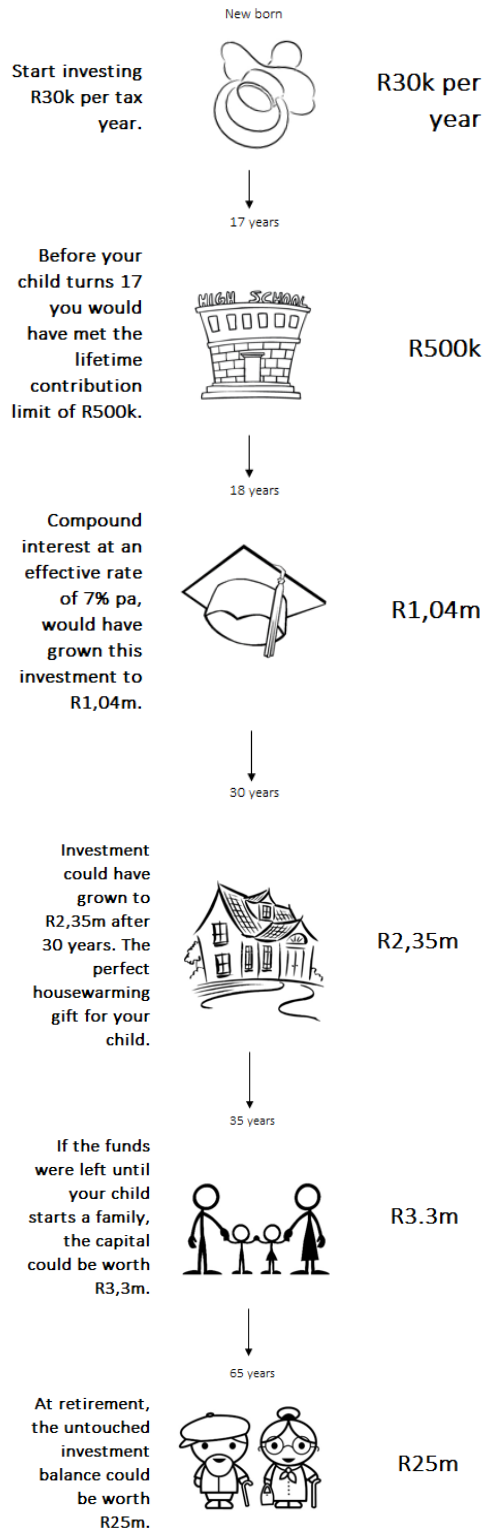 New born
Start investing
R30k per tax
year.
R30k per
year
17 years
Before your
child turns 17
you would
have met the
lifetime
contribution
limit of R500k.
HIGH SCHOOL
R500k
18 years
Compound
interest at an
effective rate
of 7% pa,
would have
grown this
investment to
R1,04m.
R1,04m
30 years
Investment
could have
grown to
R2,35m after
30 years. The
perfect
housewarming
gift for your
child.
R2,35m
35 years
If the funds
were left until
your child
starts a family,
the capital
could be worth
R3,3m.
R3.3m
65 years
At retirement,
the untouched
investment
balance could
be worth
R25m.
R25m